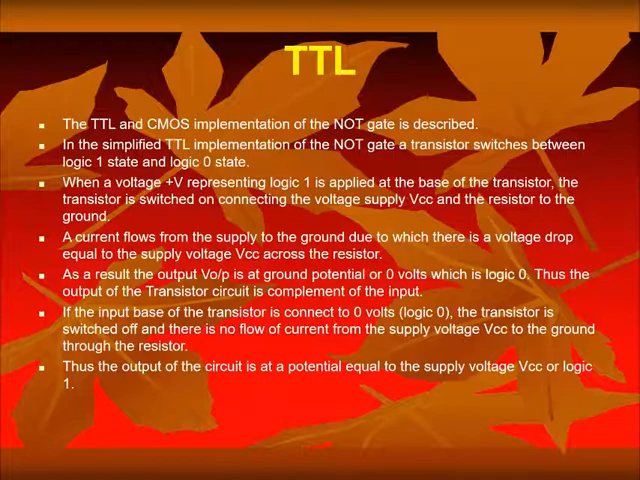 TTL
The TTL and CMOS implementation of the NOT gate is described.
In the simplified TTL implementation of the NOT gate a transistor switches between
logic 1 state and logic 0 state.
When a voltage +V representing logic 1 is applied at the base of the transistor, the
transistor is switched on connecting the voltage supply Vcc and the resistor to the
ground.
A current flows from the supply to the ground due to which there is a voltage drop
equal to the supply voltage Vcc across the resistor.
As a result the output Vo/p is at ground potential or 0 volts which is logic 0. Thus the
output of the Transistor circuit is complement of the input.
If the input base of the transistor is connect to 0 volts (logic 0), the transistor is
switched off and there is no flow of current from the supply voltage Vcc to the ground
through the resistor.
Thus the output of the circuit is at a potential equal to the supply voltage Vcc or logic
1.